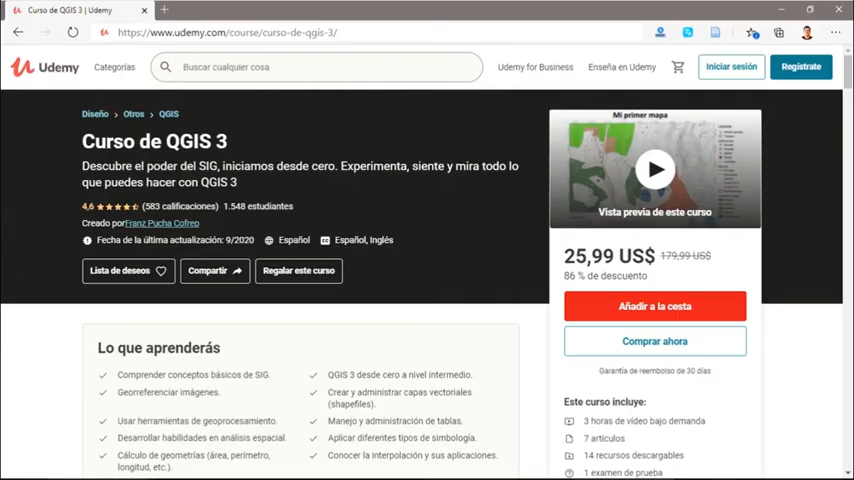 Curso de QGIS 3 | Udemy
https://www.udemy.com/course/curso-de-qgis-3/
Udemy
Categorías
Buscar cualquier cosa
Udemy for Business
Enseña en Udemy
Iniciar sesión
Regístrate
Diseño > Otros > QGIS
Curso de QGIS 3
Descubre el poder del SIG, iniciamos desde cero. Experimenta, siente y mira todo lo
que puedes hacer con QGIS 3
4,6 (583 calificaciones) 1.548 estudiantes
Creado porFranz Pucha Cofrep
Fecha de la última actualización: 9/2020 Español Español, Inglés
Lista de deseos
Compartir
Regalar este curso
Mi primer mapa
Vista previa de este curso
25,99 US$ 179,99 US$
86 % de descuento
Añadir a la cesta
Comprar ahora
Garantía de reembolso de 30 días
Este curso incluye:
3 horas de vídeo bajo demanda
7 artículos
14 recursos descargables
1 examen de prueba
Lo que aprenderás
Comprender conceptos básicos de SIG.
Georreferenciar imágenes.
Usar herramientas de geoprocesamiento.
Desarrollar habilidades en análisis espacial.
Cálculo de geometrías (área, perímetro,
longitud, etc.).
QGIS 3 desde cero a nivel intermedio.
Crear y administrar capas vectoriales
(shapefiles).
Manejo y administración de tablas.
Aplicar diferentes tipos de simbología.
Conocer la interpolación y sus aplicaciones.